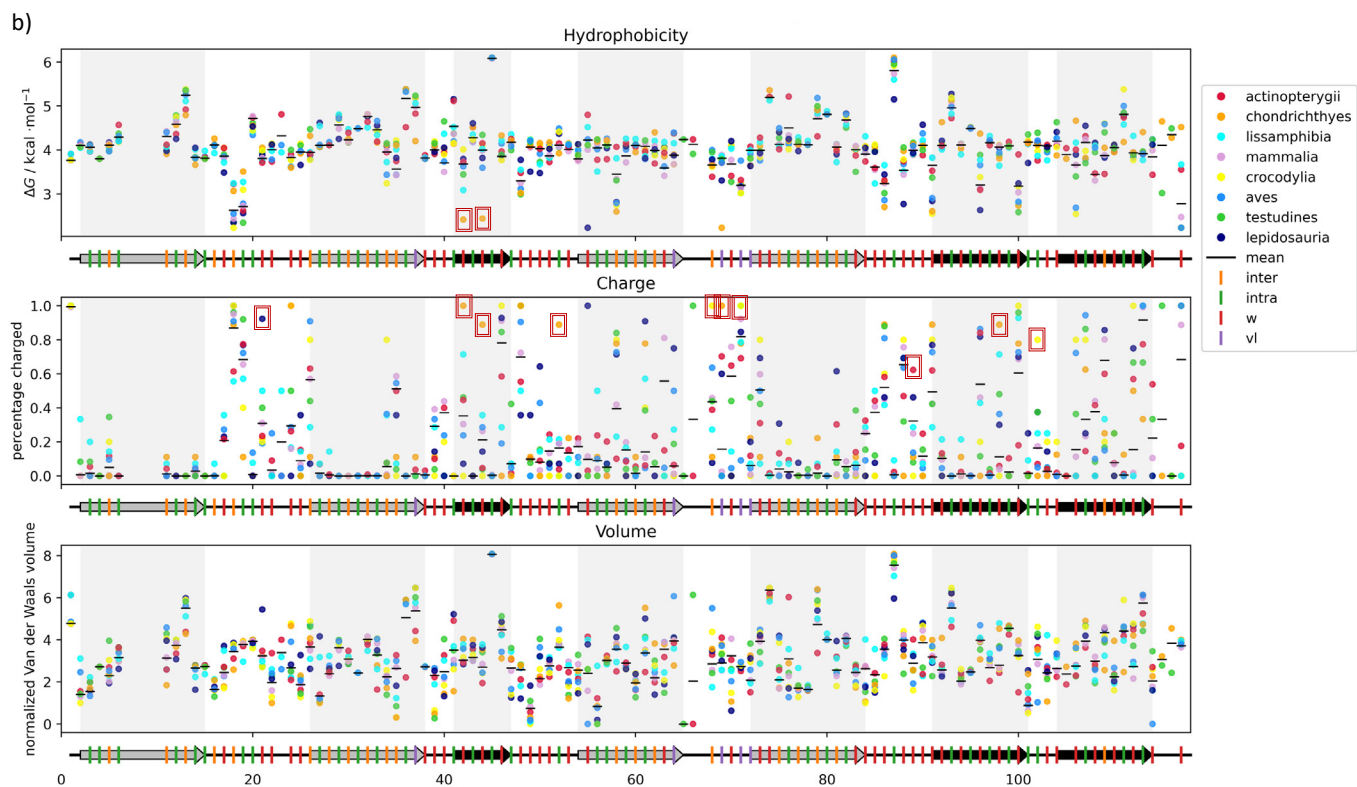 b)
Hydrophobicity
ΔG / kcal ·mol⁻¹
6
5
4
3
Charge
percentage charged
1.0
0.8
0.6
0.4
0.2
0.0
Volume
normalized Van der Waals volume
8
6
4
2
0
0
20
40
60
80
100
actinopterygii
chondrichthyes
lissamphibia
mammalia
crocodylia
aves
testudines
lepidosauria
mean
inter
intra
w
vl